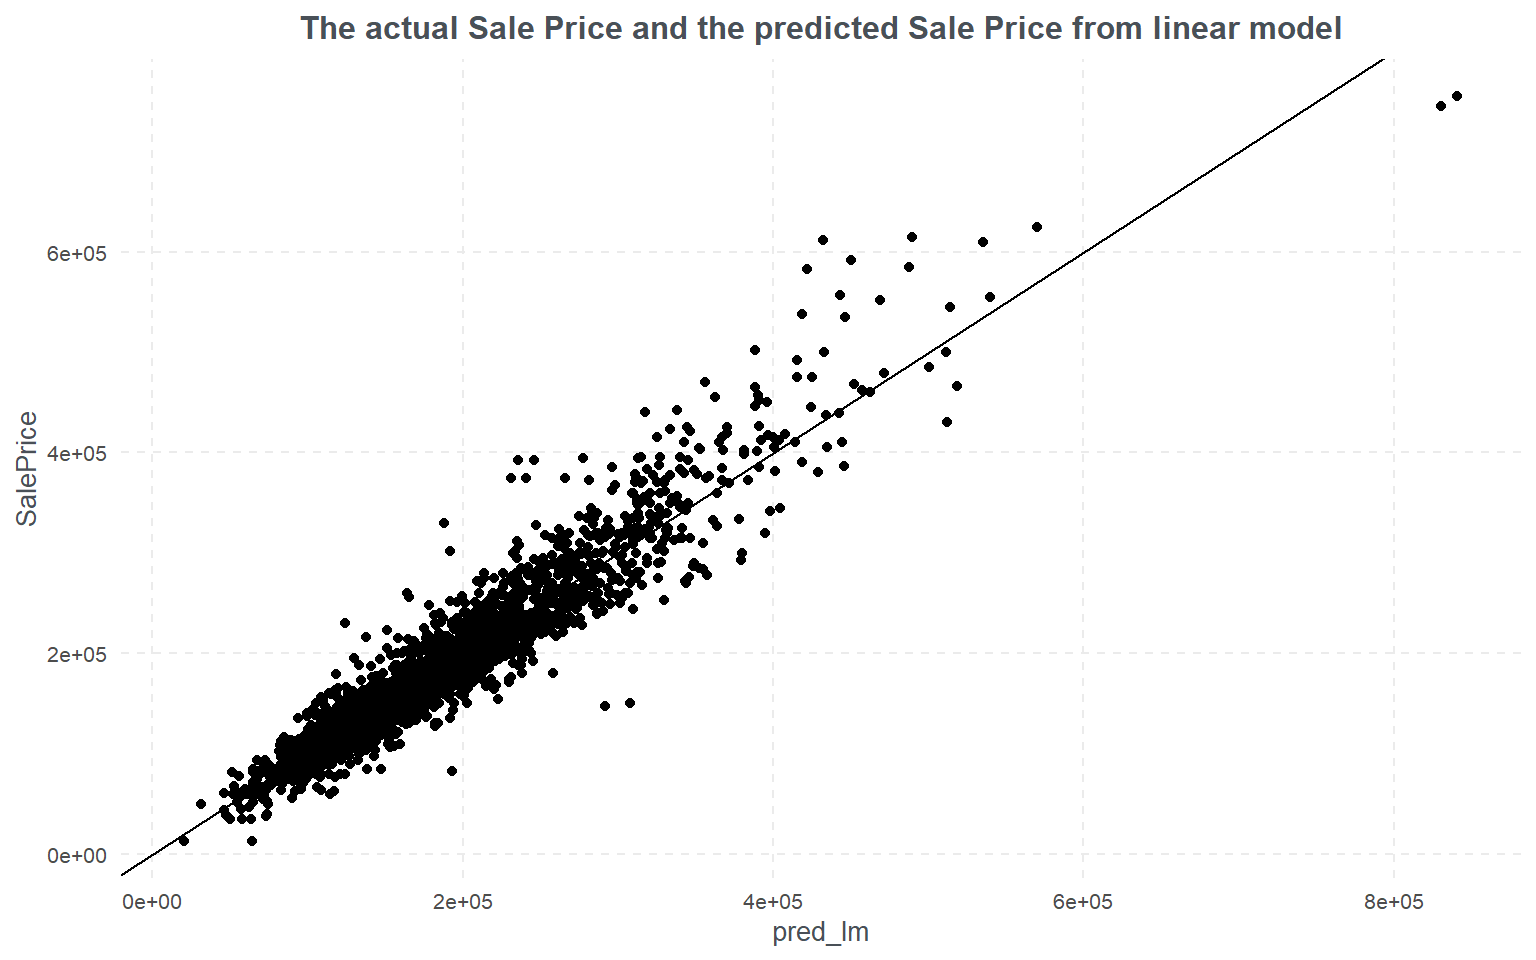 The actual Sale Price and the predicted Sale Price from linear model
SalePrice
6e+05
4e+05
2e+05
0e+00
0e+00 2e+05 4e+05 6e+05 8e+05
pred_lm